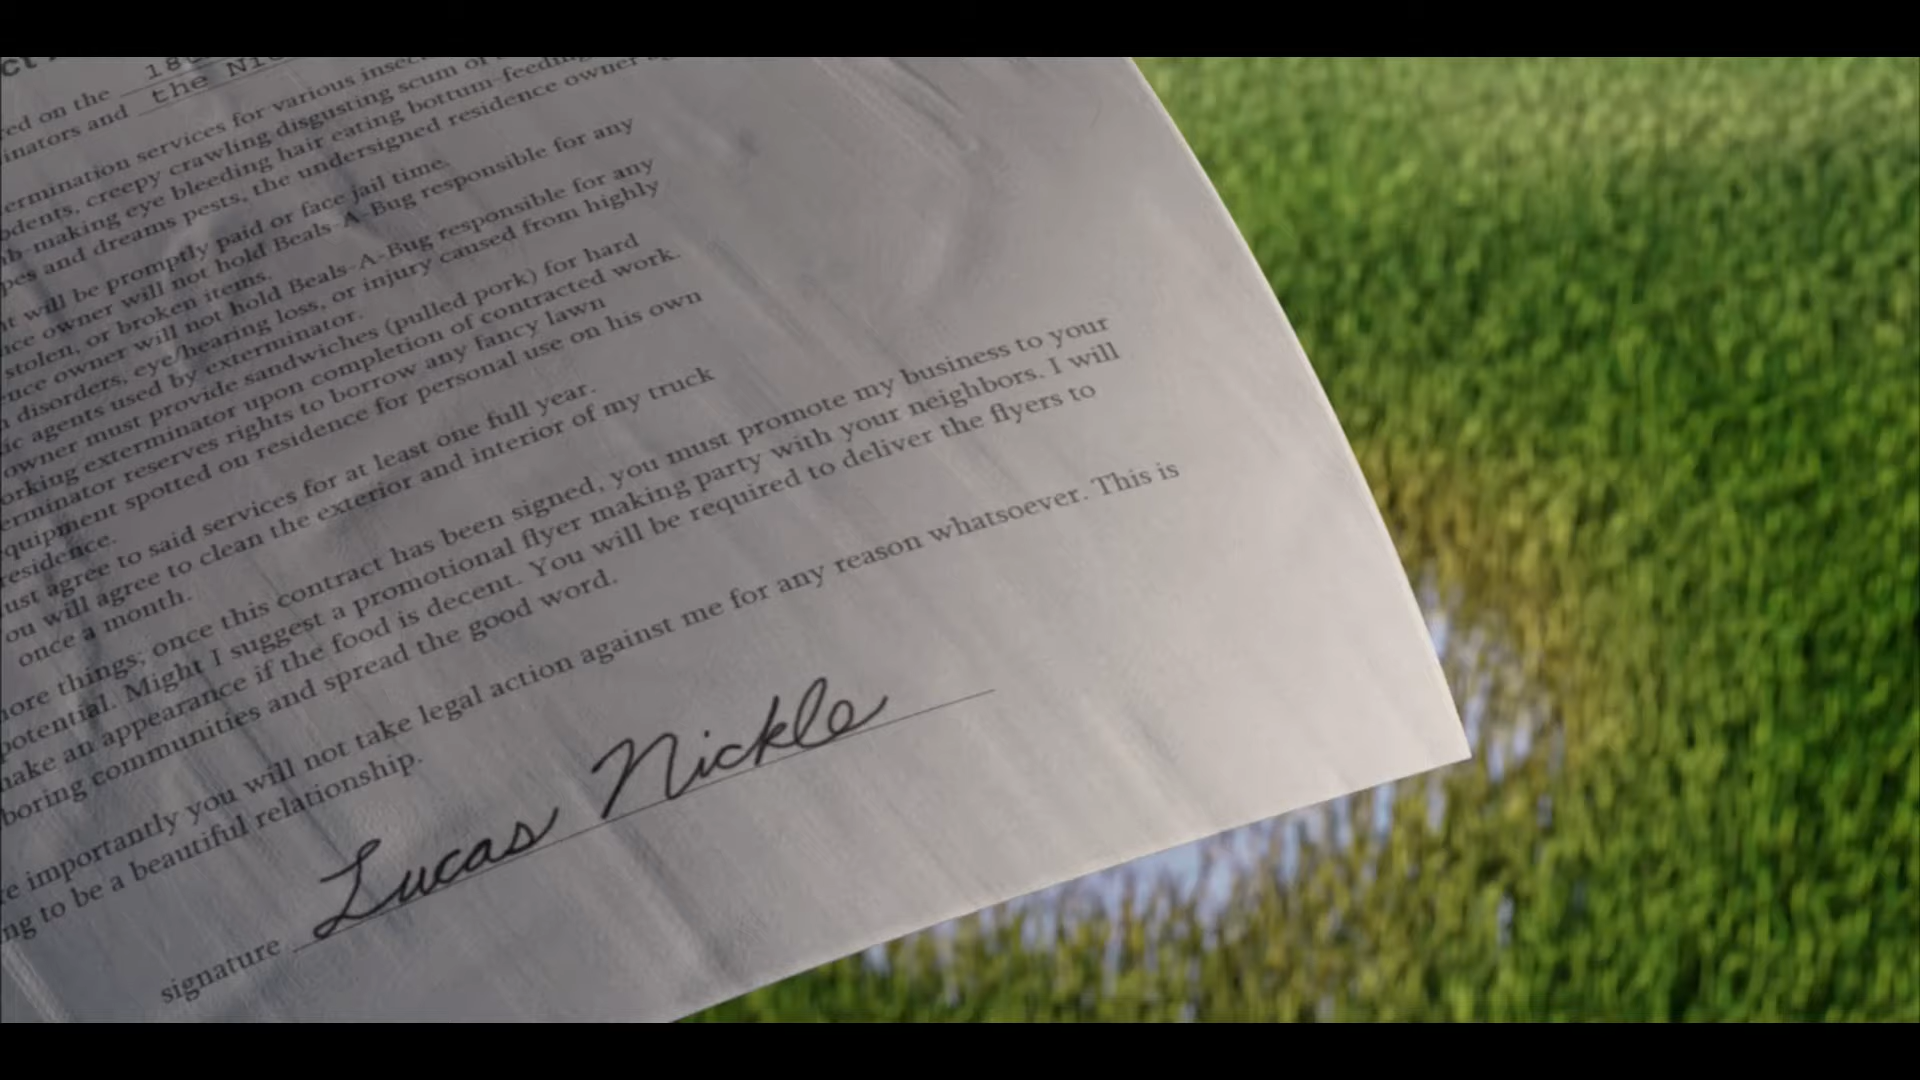 red on the 18
inators and the Ni
ermination services for various insec
odents, creepy crawling disgusting scum of
mb-making eye bleeding hair eating bottom-feeding
pes and dreams pests, the undersigned residence owner
nt will be promptly paid or face jail time.
nce owner will not hold Beals-A-Bug responsible for any
stolen, or broken items.
ence owner will not hold Beals-A-Bug responsible for any
n disorders, eye/hearing loss, or injury caused from highly
ic agents used by exterminator.
owner must provide sandwiches (pulled pork) for hard
orking exterminator upon completion of contracted work.
erminator reserves rights to borrow any fancy lawn
equipment spotted on residence for personal use on his own
residence.
ust agree to said services for at least one full year.
ou will agree to clean the exterior and interior of my truck
once a month.
more things; once this contract has been signed, you must promote my business to your
potential. Might I suggest a promotional flyer making party with your neighbors. I will
make an appearance if the food is decent. You will be required to deliver the flyers to
boring communities and spread the good word.
re importantly you will not take legal action against me for any reason whatsoever. This is
ng to be a beautiful relationship.
signature Lucas Nickle